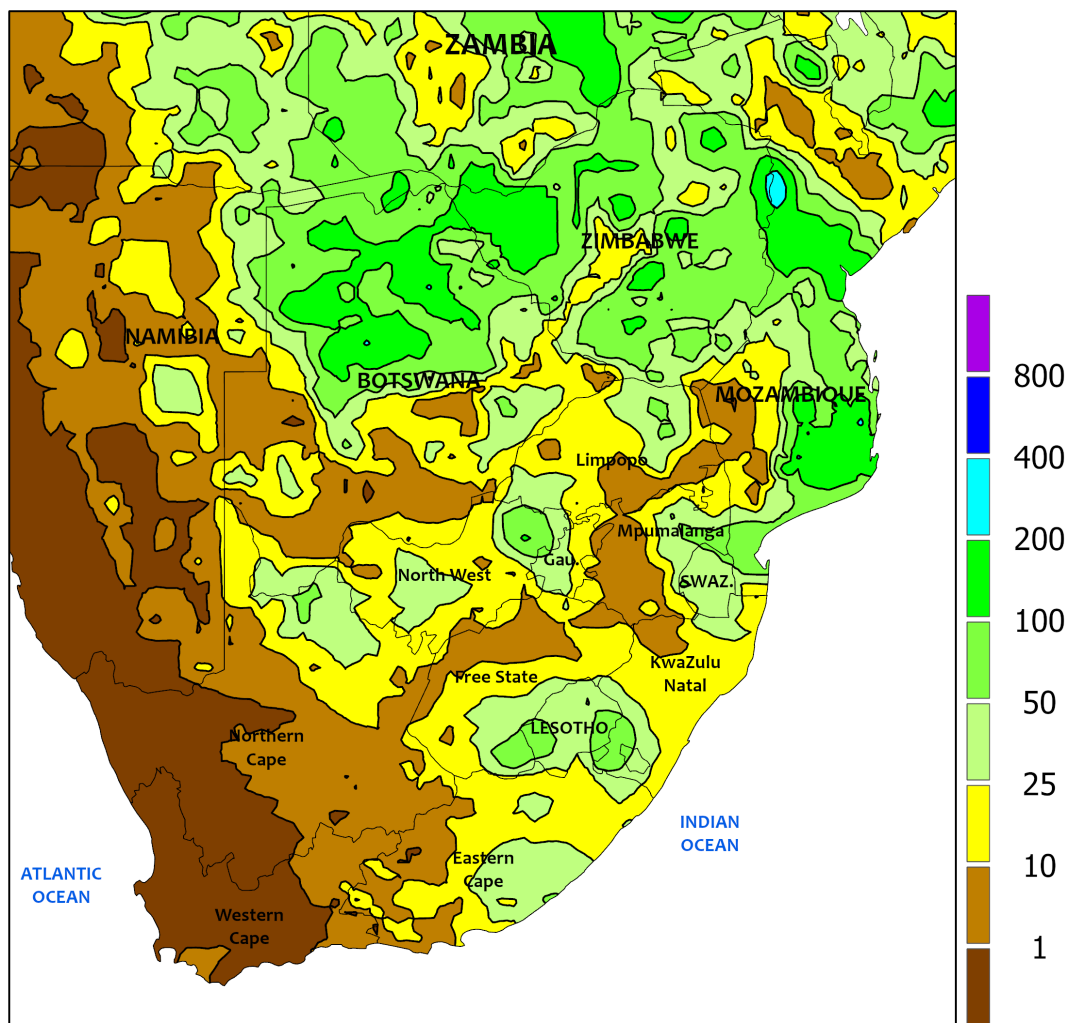 ZAMBIA
ZIMBABWE
NAMIBIA
BOTSWANA
MOZAMBIQUE
Limpopo
Mpumalanga
Gau.
North West
SWAZ.
KwaZulu
Natal
Free State
LESOTHO
Northern
Cape
INDIAN
OCEAN
Eastern
Cape
ATLANTIC
OCEAN
Western
Cape
800
400
200
100
50
25
10
1